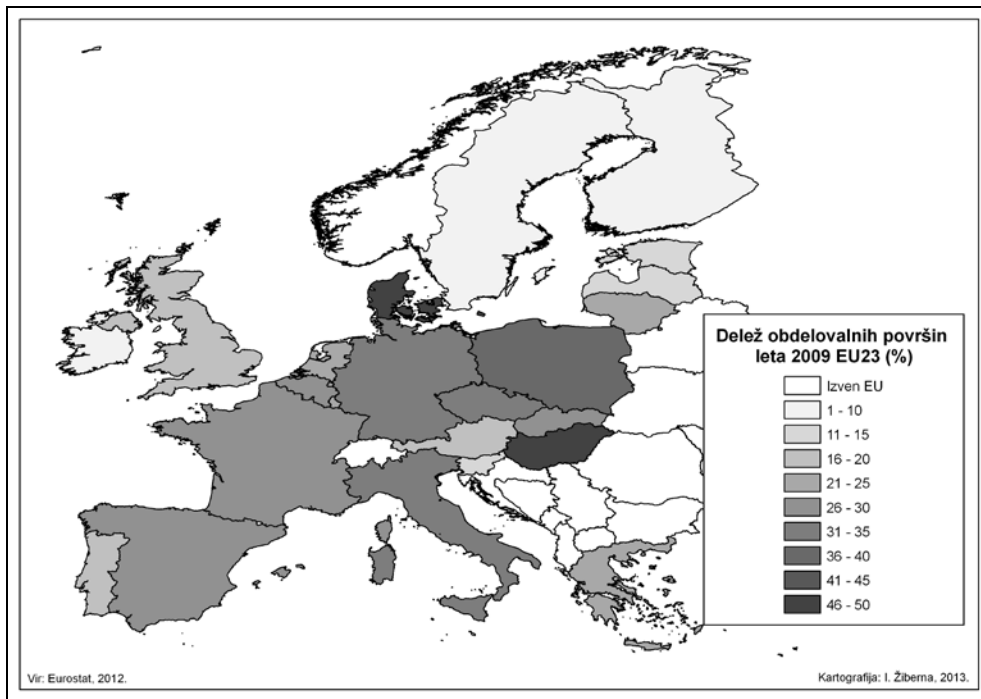 Delež obdelovalnih površin
leta 2009 EU23 (%)
Izven EU
1 - 10
11 - 15
16 - 20
21 - 25
26 - 30
31 - 35
36 - 40
41 - 45
46 - 50
Vir: Eurostat, 2012.
Kartografija: I. Žiberna, 2013.